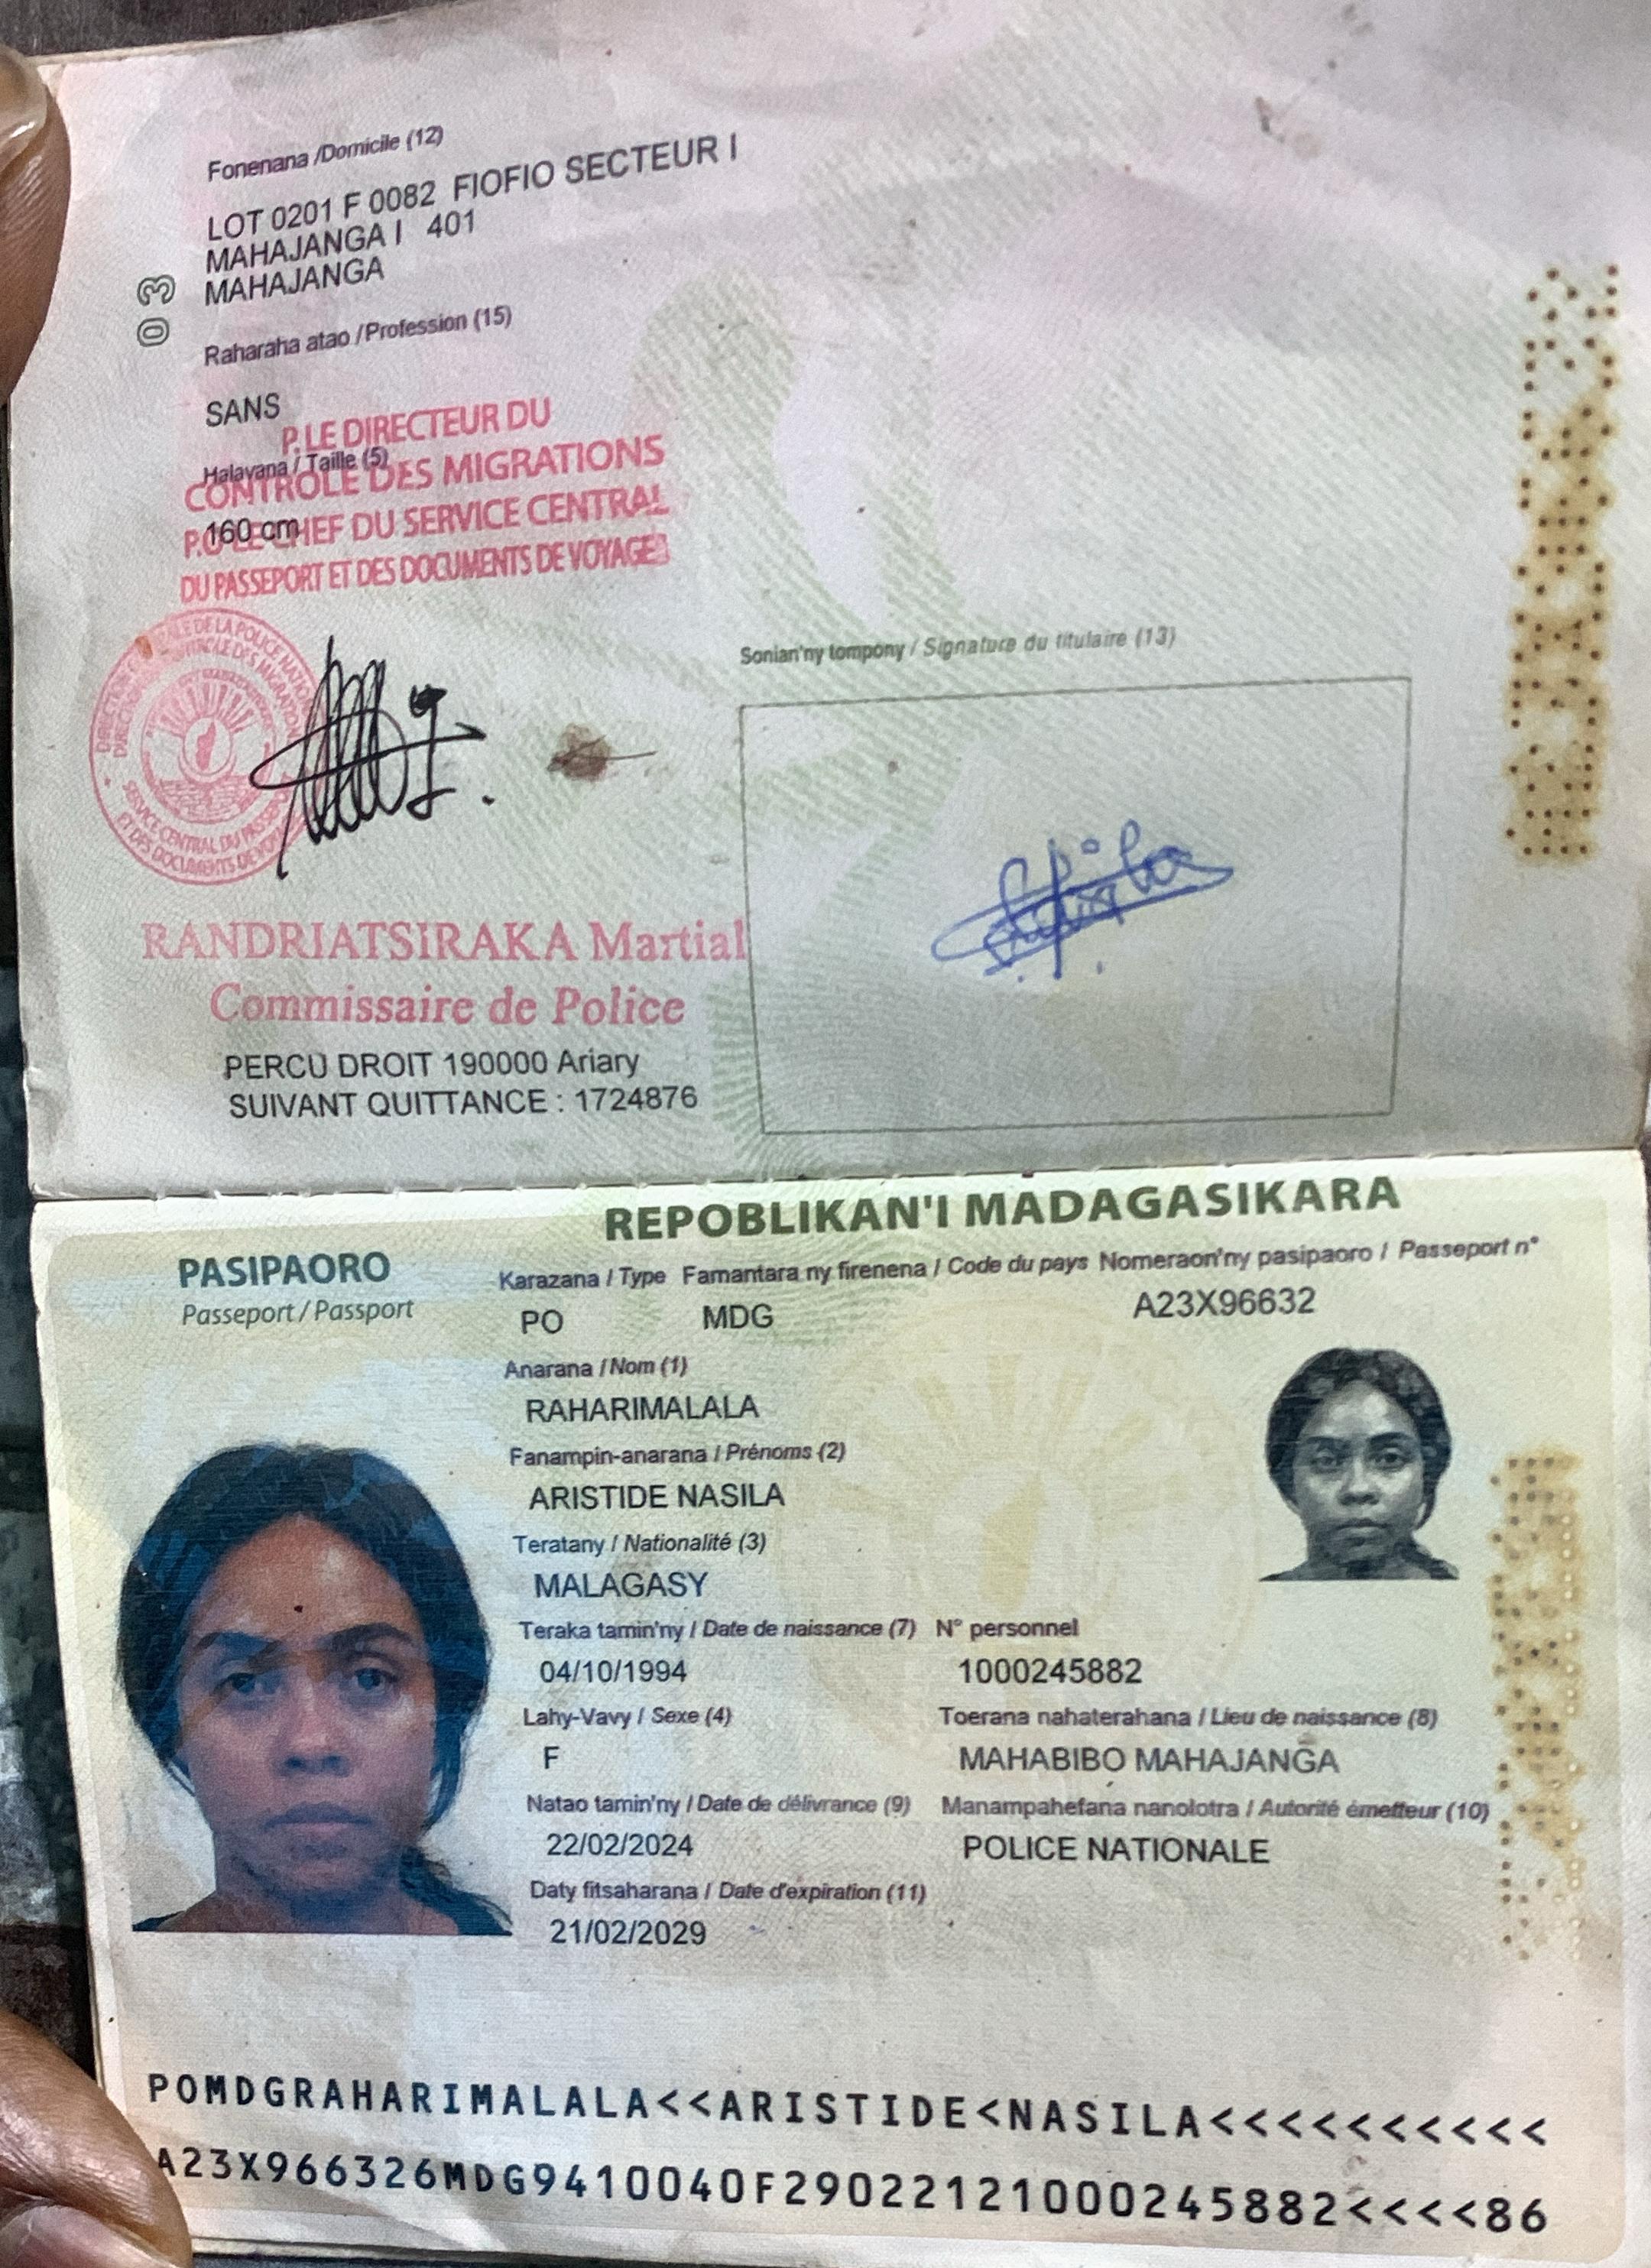 Fonenana /Domicile (12)
LOT 0201 F 0082 FIOFIO SECTEUR I
MAHAJANGA I 401
MAHAJANGA
03
Raharaha atao /Profession (15)
SANS
P.LE DIRECTEUR DU
Halavana / Taille (5)
CONTROLE DES MIGRATIONS
160 cm
P.O LE CHEF DU SERVICE CENTRAL
DU PASSEPORT ET DES DOCUMENTS DE VOYAGE
Sonian'ny tompony / Signature du titulaire (13)
RANDRIATSIRAKA Martial
Commissaire de Police
PERCU DROIT 190000 Ariary
SUIVANT QUITTANCE : 1724876
REPOBLIKAN'I MADAGASIKARA
PASIPAORO
Passeport / Passport
Karazana / Type Famantara ny firenena / Code du pays Nomeraon'ny pasipaoro / Passeport n°
PO MDG A23X96632
Anarana / Nom (1)
RAHARIMALALA
Fanampin-anarana / Prénoms (2)
ARISTIDE NASILA
Teratany / Nationalité (3)
MALAGASY
Teraka tamin'ny / Date de naissance (7) N° personnel
04/10/1994 1000245882
Lahy-Vavy / Sexe (4) Toerana nahaterahana / Lieu de naissance (8)
F MAHABIBO MAHAJANGA
Natao tamin'ny / Date de délivrance (9) Manampahefana nanolotra / Autorité émetteur (10)
22/02/2024 POLICE NATIONALE
Daty fitsaharana / Date d'expiration (11)
21/02/2029
POMDGRAHARIMALALA<<ARISTIDE<NASILA<<<<<<<<<<
A23X966326MDG9410040F29022121000245882<<<<86